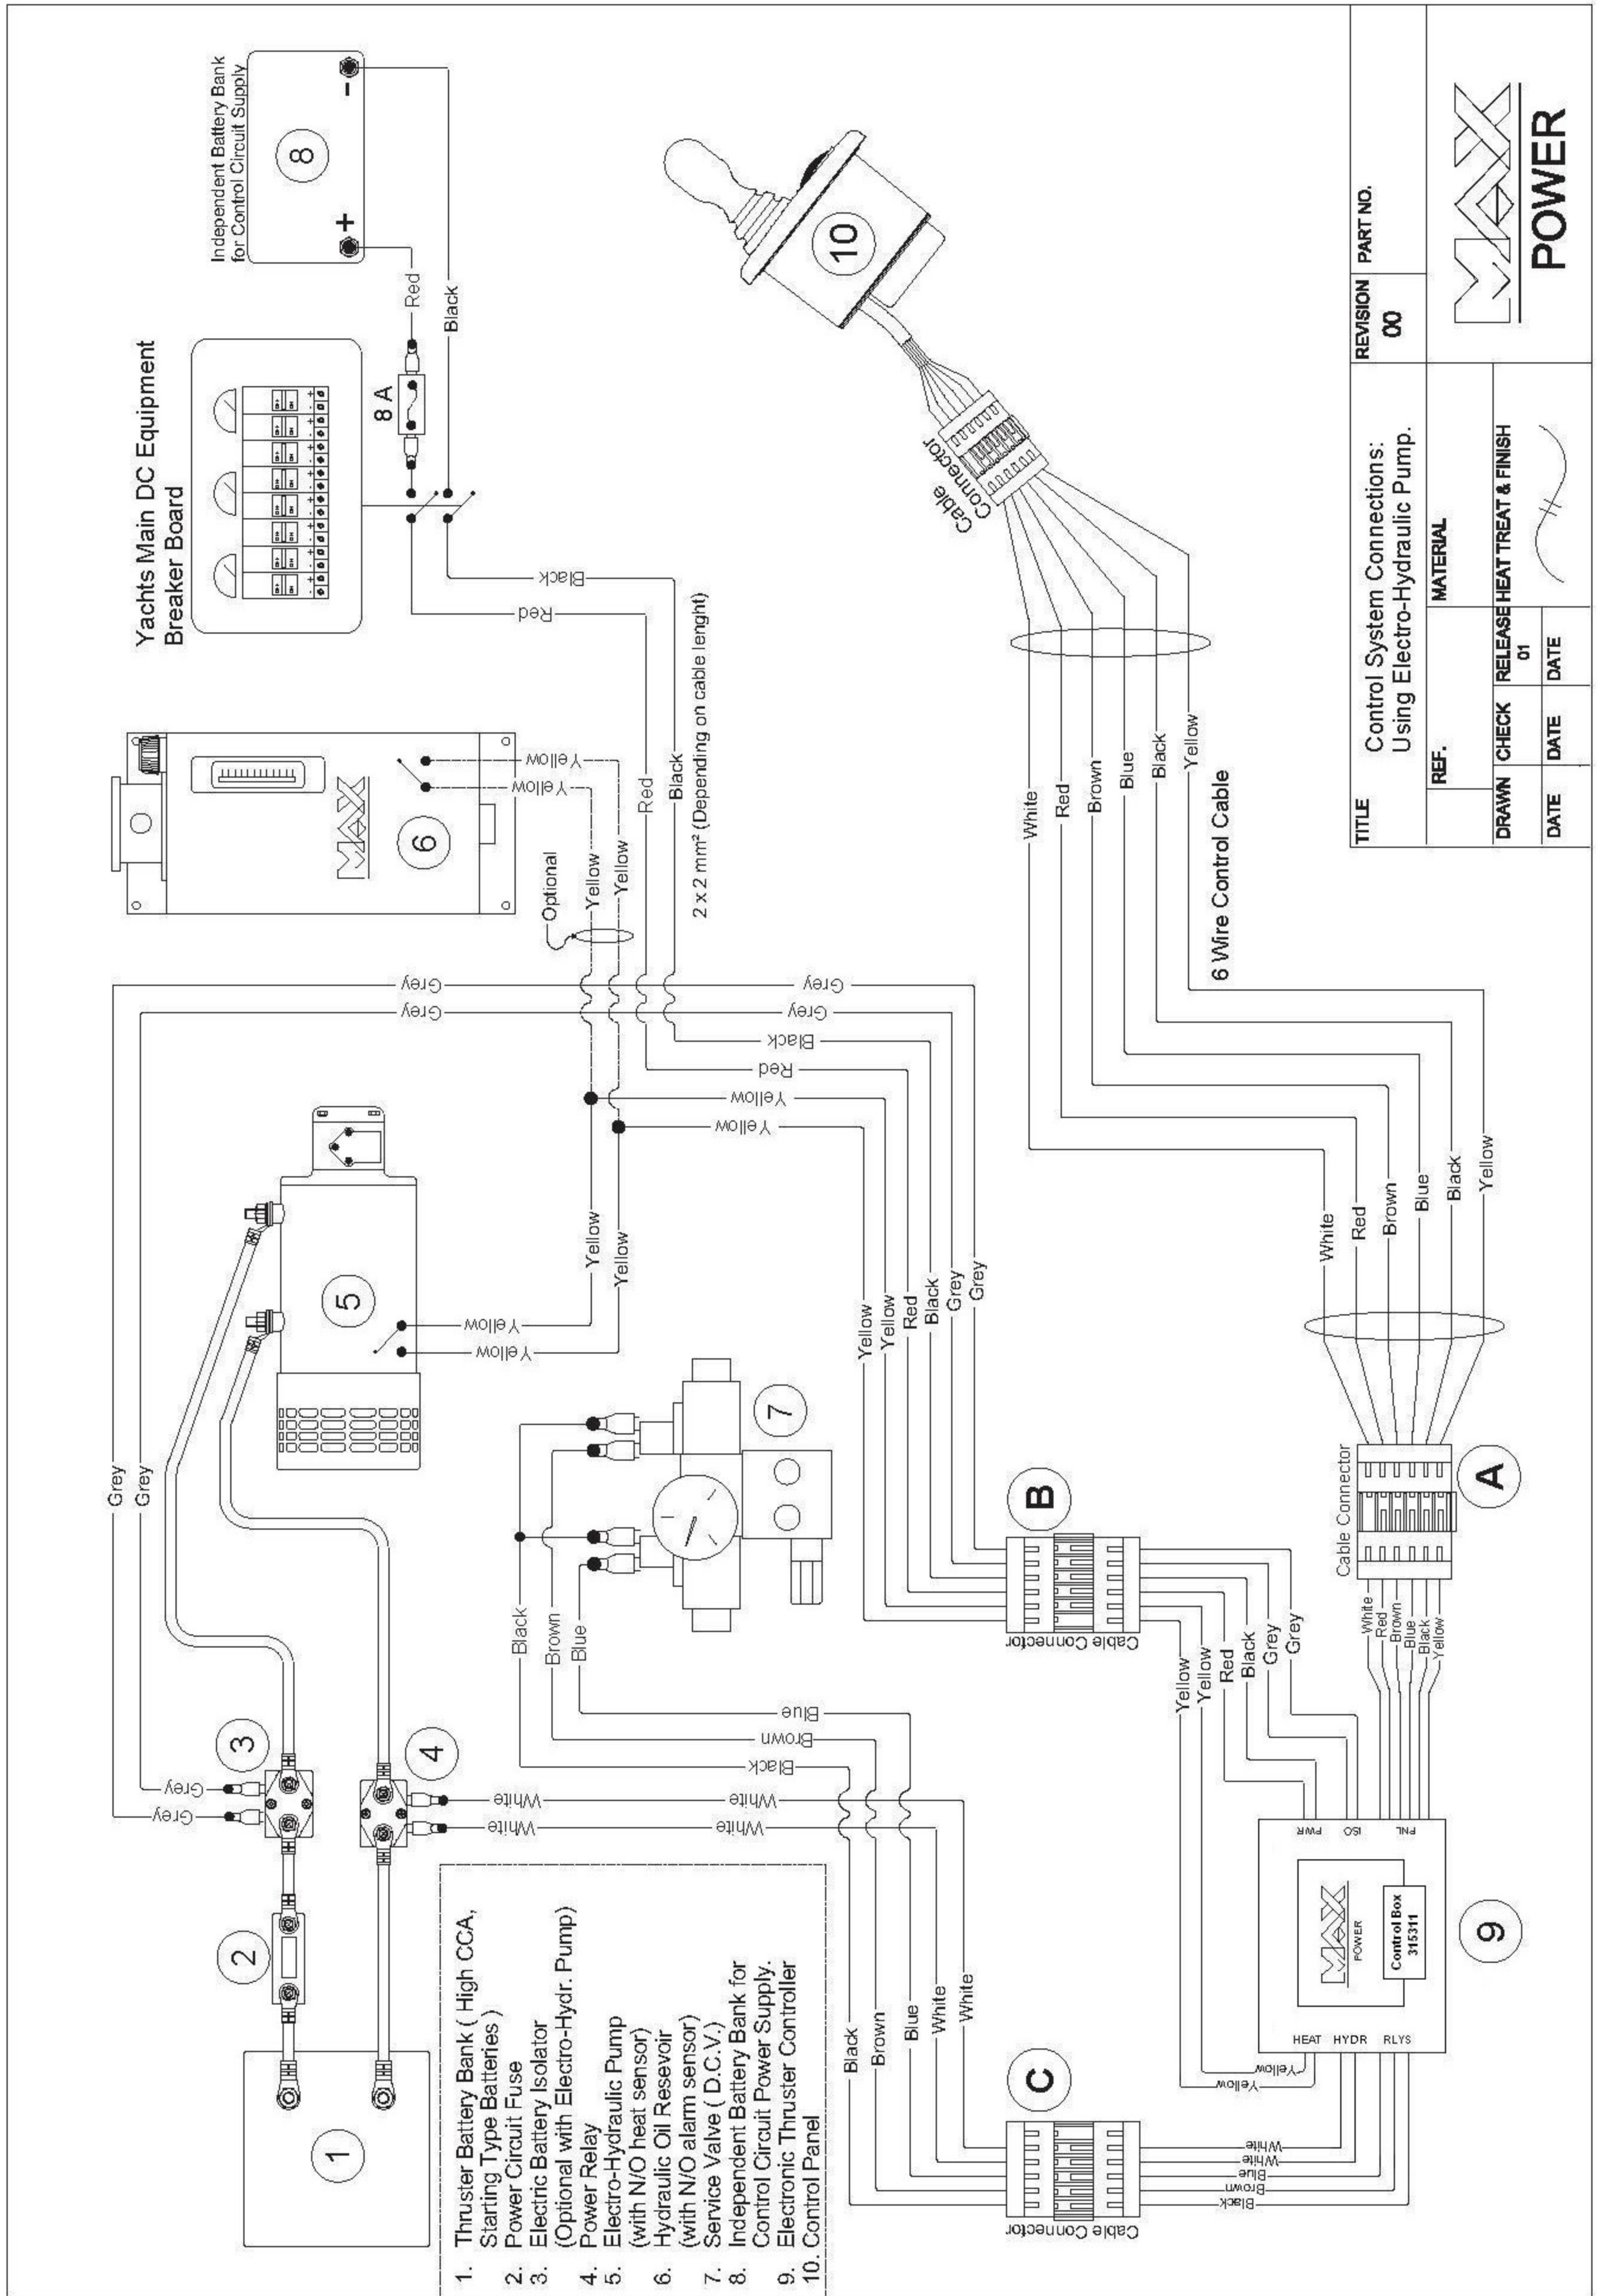 Independent Battery Bank
for Control Circuit Supply
8
+
-
Yachts Main DC Equipment
Breaker Board
8 A
Red
Black
Red
Black
Red
Black
2 x 2 mm² (Depending on cable lenght)
MAX
6
Yellow
Yellow
Optional
Yellow
Yellow
Grey
Grey
Grey
Grey
Black
Red
Yellow
Yellow
5
Yellow
Yellow
Yellow
Yellow
Grey
Grey
7
Yellow
Yellow
Red
Black
Grey
Grey
Black
Brown
Blue
Blue
Brown
Black
3
Grey
Grey
4
White
White
White
White
2
1
B
Cable Connector
Yellow
Yellow
Red
Black
Grey
Grey
Black
Brown
Blue
White
White
C
Cable Connector
White
White
Blue
Brown
Black
Yellow
Yellow
HEAT HYDR RLYS
PWR ISO PNL
MAX
POWER
Control Box
315311
9
White
Red
Brown
Blue
Black
Yellow
Cable Connector
A
White
Red
Brown
Blue
Black
Yellow
6 Wire Control Cable
White
Red
Brown
Blue
Black
Yellow
Cable
Connector
10
1. Thruster Battery Bank ( High CCA,
Starting Type Batteries )
2. Power Circuit Fuse
3. Electric Battery Isolator
(Optional with Electro-Hydr. Pump)
4. Power Relay
5. Electro-Hydraulic Pump
(with N/O heat sensor)
6. Hydraulic Oil Resevoir
(with N/O alarm sensor)
7. Service Valve ( D.C.V.)
8. Independent Battery Bank for
Control Circuit Power Supply.
9. Electronic Thruster Controller
10. Control Panel
TITLE
Control System Connections:
Using Electro-Hydraulic Pump.
REVISION
00
PART NO.
REF.
MATERIAL
DRAWN
CHECK
RELEASE
01
HEAT TREAT & FINISH
DATE
DATE
DATE
MAX
POWER